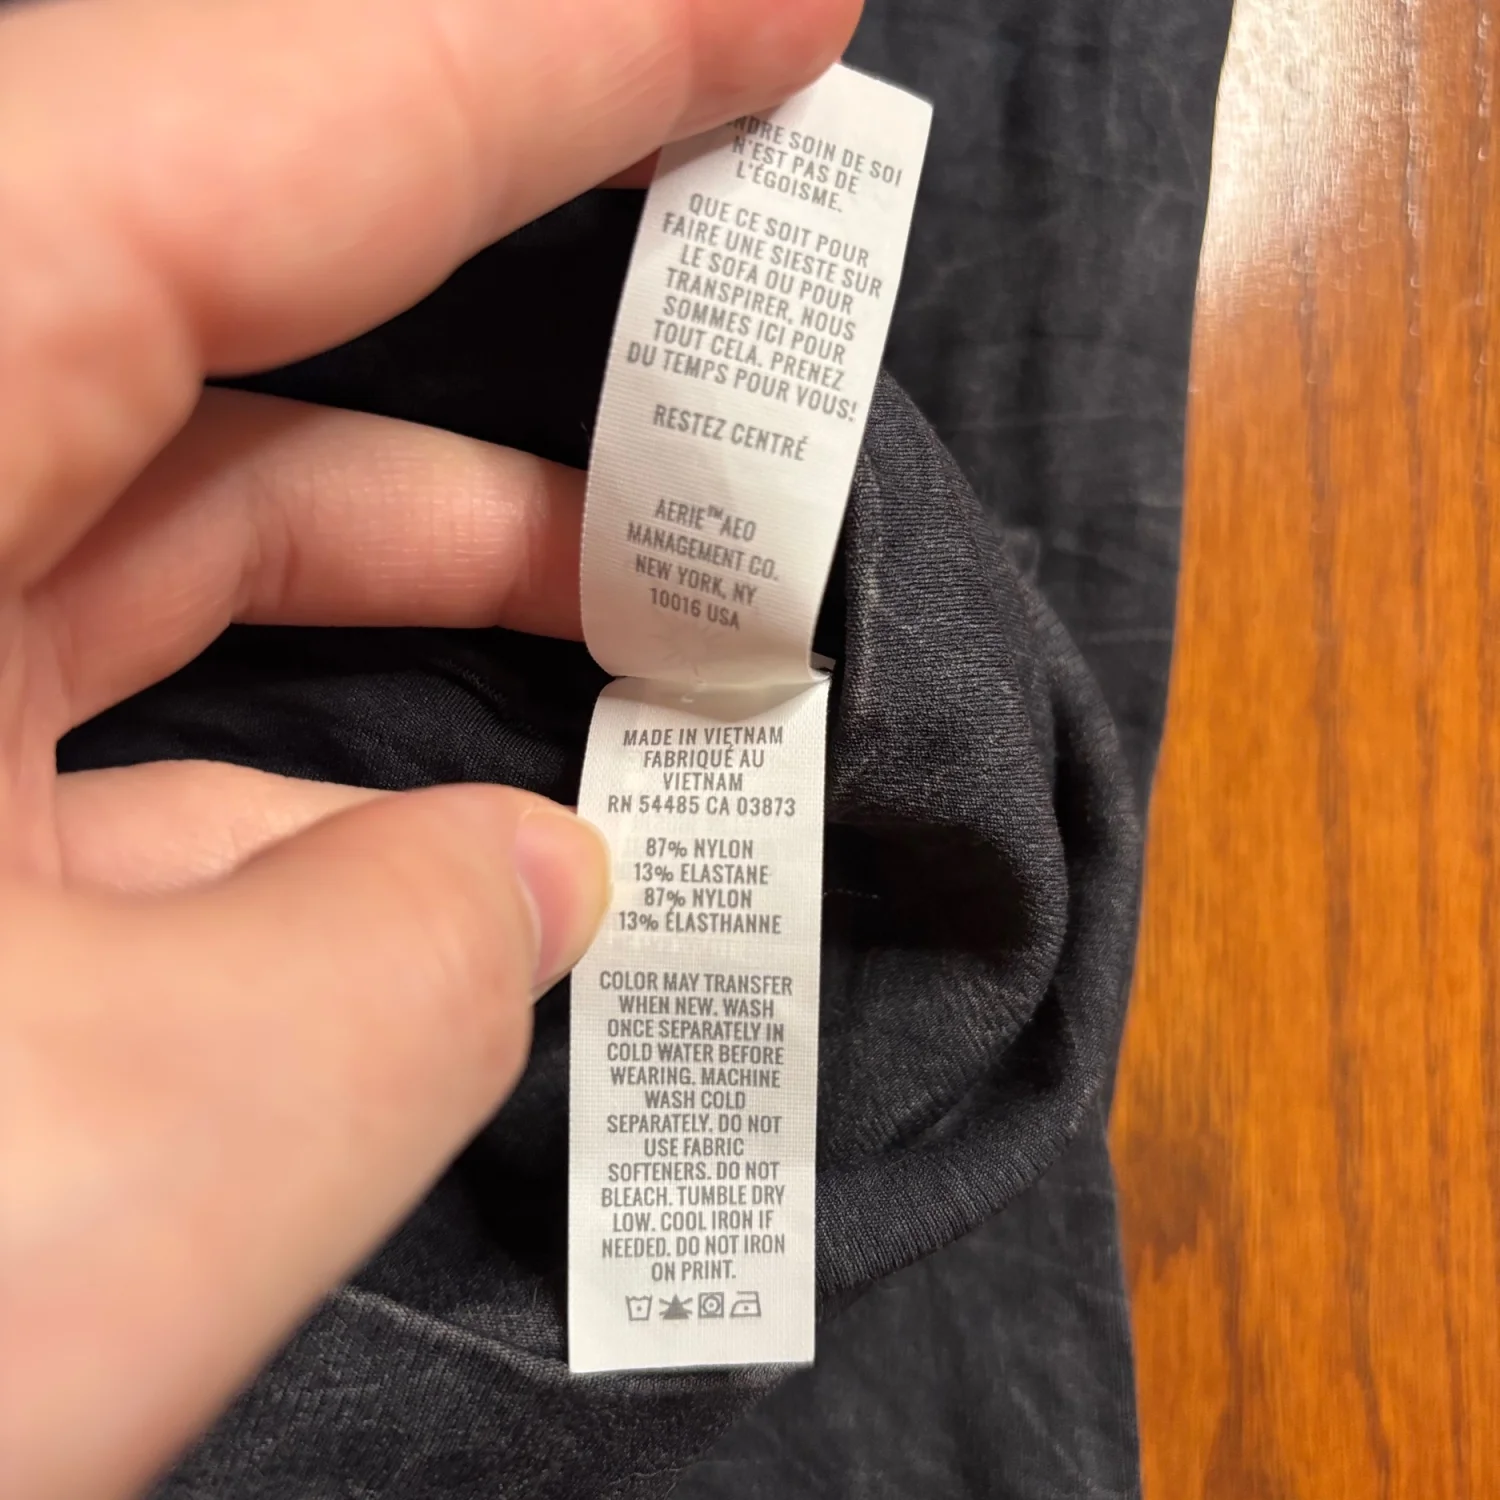 SOIN DE SOI
N'EST PAS DE
L'ÉGOISME.
QUE CE SOIT POUR
FAIRE UNE SIESTE SUR
LE SOFA OU POUR
TRANSPIRER, NOUS
SOMMES ICI POUR
TOUT CELA. PRENEZ
DU TEMPS POUR VOUS!
RESTEZ CENTRÉ
AERIE™ AEO
MANAGEMENT CO.
NEW YORK, NY
10016 USA
MADE IN VIETNAM
FABRIQUÉ AU
VIETNAM
RN 54485 CA 03873
87% NYLON
13% ELASTANE
87% NYLON
13% ÉLASTHANNE
COLOR MAY TRANSFER
WHEN NEW. WASH
ONCE SEPARATELY IN
COLD WATER BEFORE
WEARING. MACHINE
WASH COLD
SEPARATELY. DO NOT
USE FABRIC
SOFTENERS. DO NOT
BLEACH. TUMBLE DRY
LOW. COOL IRON IF
NEEDED. DO NOT IRON
ON PRINT.